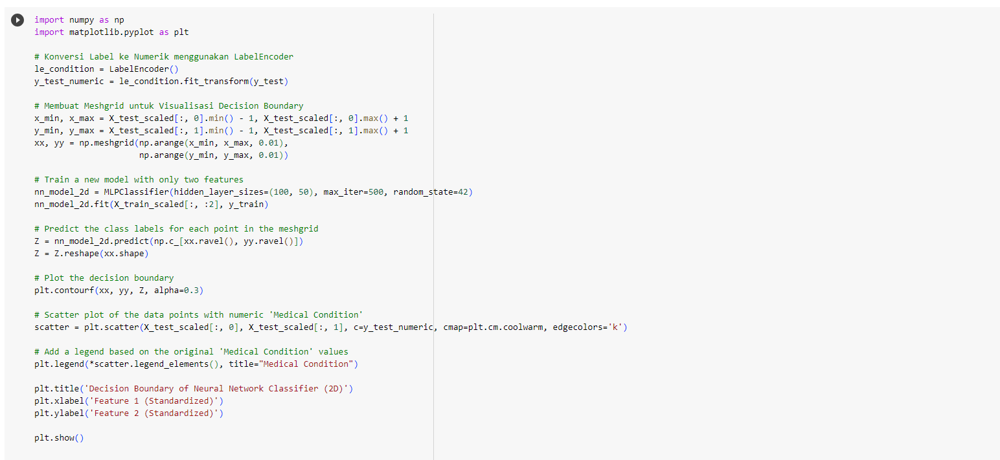 import numpy as np
import matplotlib.pyplot as plt

# Konversi Label ke Numerik menggunakan LabelEncoder
le_condition = LabelEncoder()
y_test_numeric = le_condition.fit_transform(y_test)

# Membuat Meshgrid untuk Visualisasi Decision Boundary
x_min, x_max = X_test_scaled[:, 0].min() - 1, X_test_scaled[:, 0].max() + 1
y_min, y_max = X_test_scaled[:, 1].min() - 1, X_test_scaled[:, 1].max() + 1
xx, yy = np.meshgrid(np.arange(x_min, x_max, 0.01),
                     np.arange(y_min, y_max, 0.01))

# Train a new model with only two features
nn_model_2d = MLPClassifier(hidden_layer_sizes=(100, 50), max_iter=500, random_state=42)
nn_model_2d.fit(X_train_scaled[:, :2], y_train)

# Predict the class labels for each point in the meshgrid
Z = nn_model_2d.predict(np.c_[xx.ravel(), yy.ravel()])
Z = Z.reshape(xx.shape)

# Plot the decision boundary
plt.contourf(xx, yy, Z, alpha=0.3)

# Scatter plot of the data points with numeric 'Medical Condition'
scatter = plt.scatter(X_test_scaled[:, 0], X_test_scaled[:, 1], c=y_test_numeric, cmap=plt.cm.coolwarm, edgecolors='k')

# Add a legend based on the original 'Medical Condition' values
plt.legend(*scatter.legend_elements(), title="Medical Condition")

plt.title('Decision Boundary of Neural Network Classifier (2D)')
plt.xlabel('Feature 1 (Standardized)')
plt.ylabel('Feature 2 (Standardized)')

plt.show()